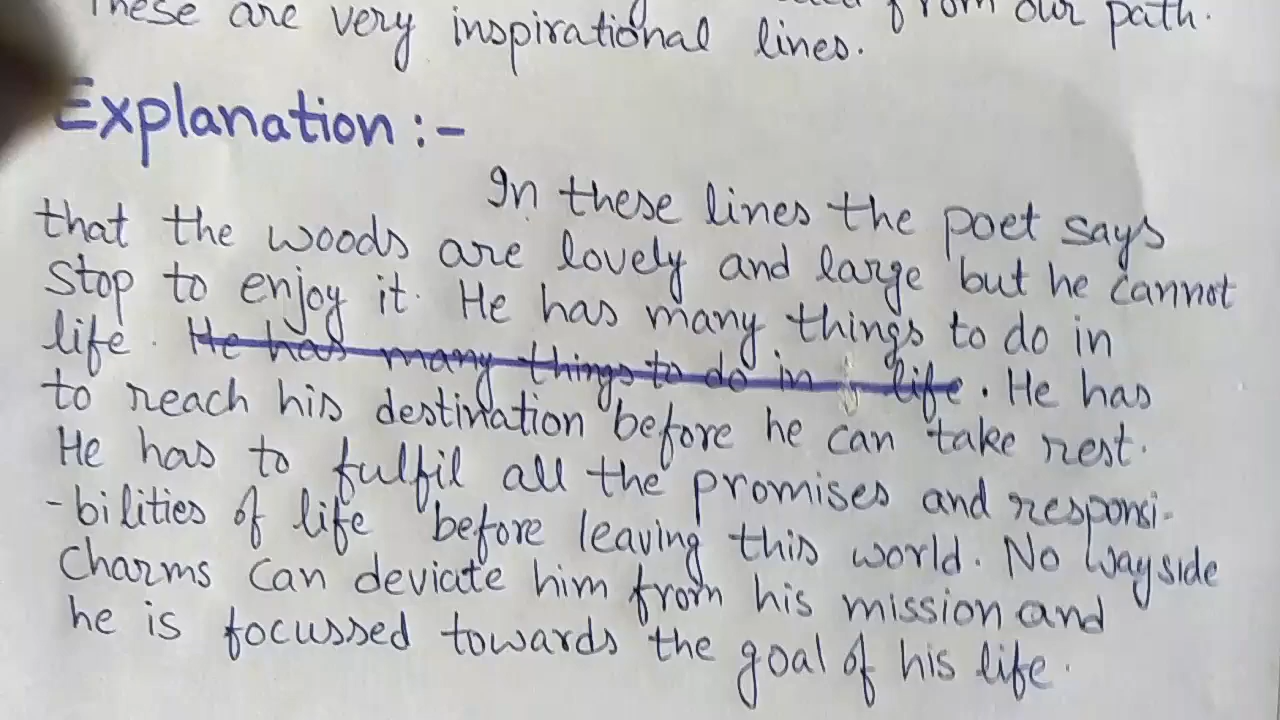 These are very inspirational lines. from our path.
Explanation :-
In these lines the poet says
that the woods are lovely and large but he cannot
stop to enjoy it. He has many things to do in
life. He has many things to do in life. He has
to reach his destination before he can take rest.
He has to fulfil all the promises and responsi-
-bilities of life before leaving this world. No wayside
Charms can deviate him from his mission and
he is focussed towards the goal of his life.